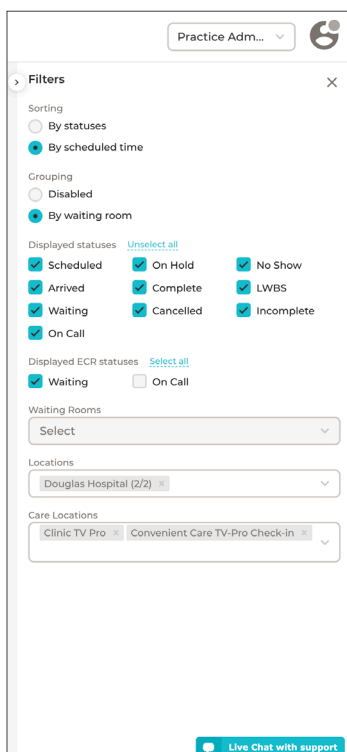 Practice Adm...
Filters
Sorting
By statuses
By scheduled time
Grouping
Disabled
By waiting room
Displayed statuses Unselect all
Scheduled On Hold No Show
Arrived Complete LWBS
Waiting Cancelled Incomplete
On Call
Displayed ECR statuses Select all
Waiting On Call
Waiting Rooms
Select
Locations
Douglas Hospital (2/2) ×
Care Locations
Clinic TV Pro × Convenient Care TV-Pro Check-in ×
Live Chat with support